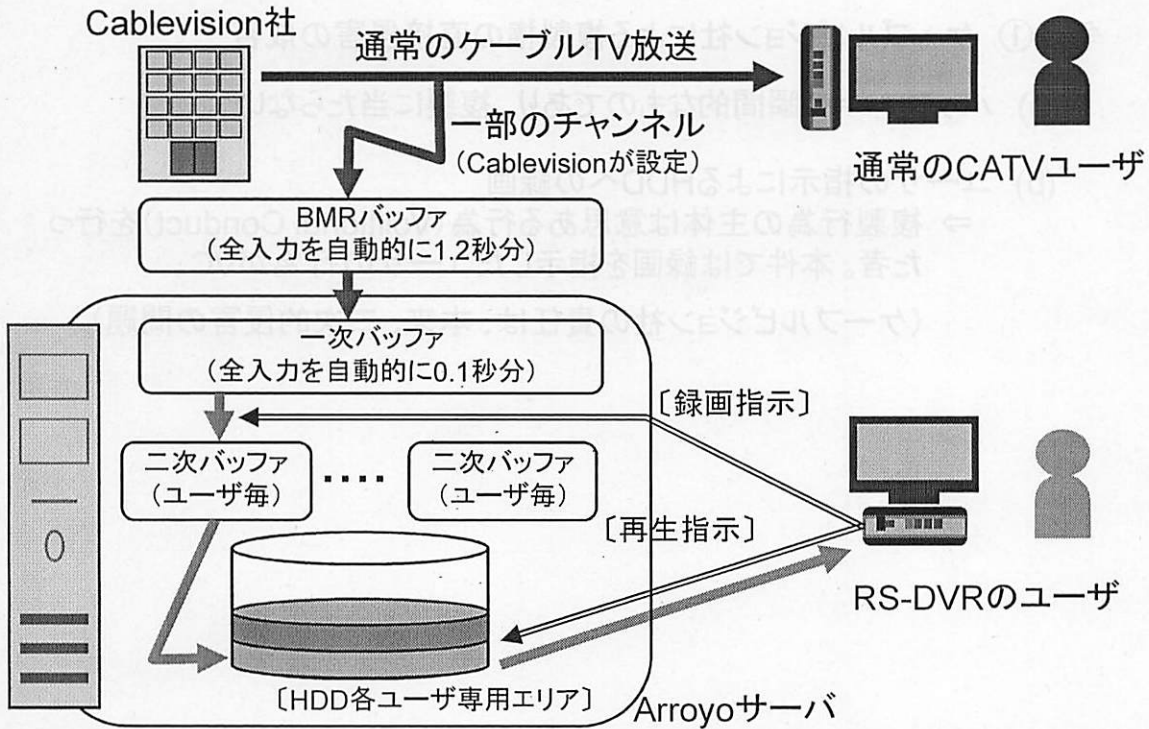 Cablevision社
通常のケーブルTV放送
一部のチャンネル
(Cablevisionが設定)
通常のCATVユーザ
BMRバッファ
(全入力を自動的に1.2秒分)
一次バッファ
(全入力を自動的に0.1秒分)
〔録画指示〕
二次バッファ
(ユーザ毎)
二次バッファ
(ユーザ毎)
〔再生指示〕
RS-DVRのユーザ
〔HDD各ユーザ専用エリア〕
Arroyoサーバ